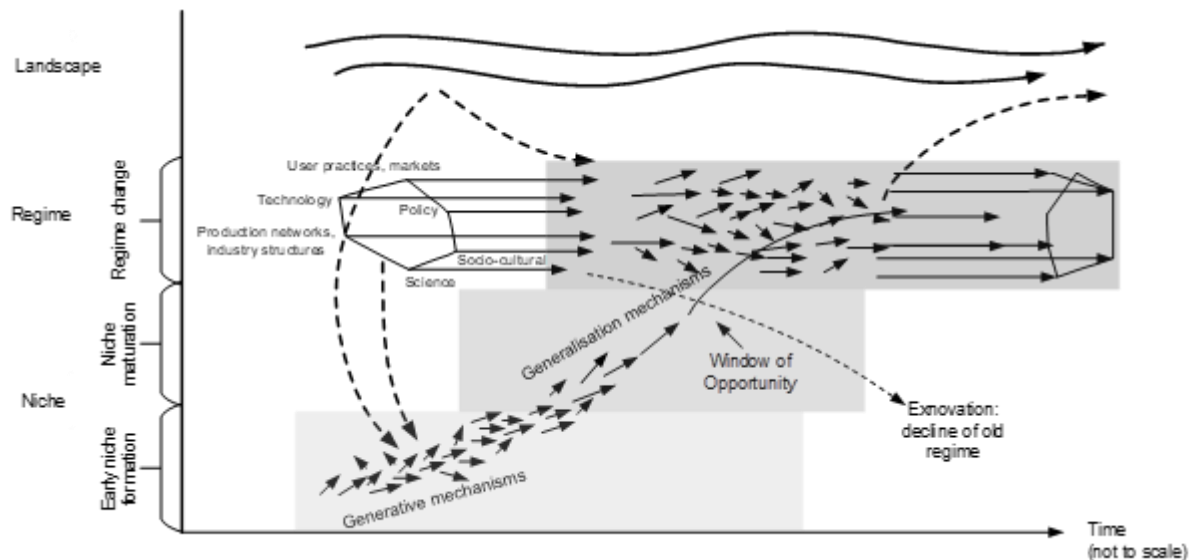 Landscape
User practices, markets
Technology
Policy
Production networks,
industry structures
Socio-cultural
Science
Regime
Regime change
Generalisation mechanisms
Niche
maturation
Window of
Opportunity
Niche
Exnovation:
decline of old
regime
Early niche
formation
Generative mechanisms
Time
(not to scale)